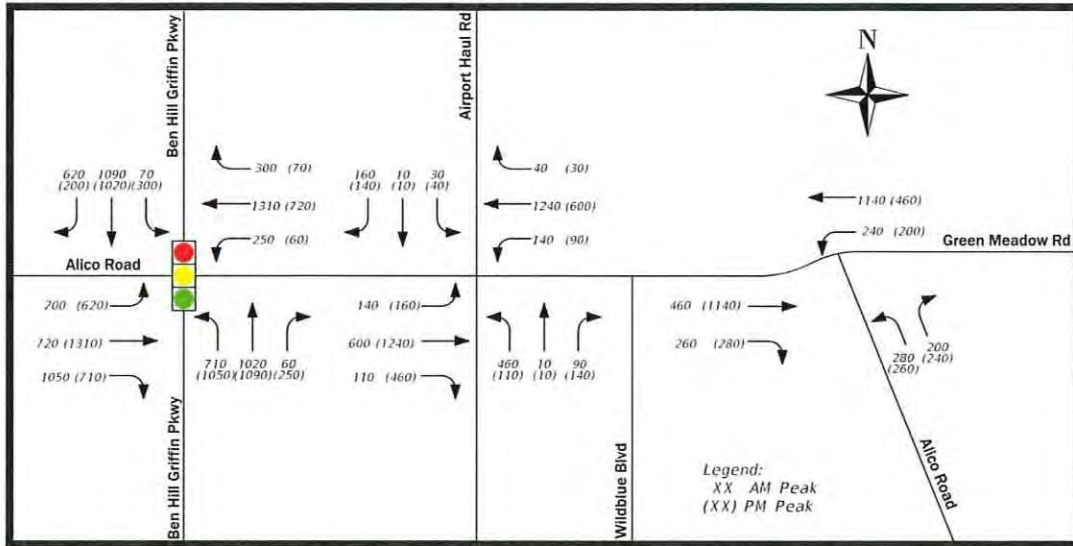 Ben Hill Griffin Pkwy
Airport Haul Rd
N
620 1090 70
(200) (1020) (300)
300 (70)
1310 (720)
250 (60)
160 10 30
(140) (10) (40)
40 (30)
1240 (600)
140 (90)
1140 (460)
240 (200)
Green Meadow Rd
Alico Road
200 (620)
720 (1310)
1050 (710)
710 1020 60
(1050) (1090) (250)
140 (160)
600 (1240)
110 (460)
460 10 90
(110) (10) (140)
460 (1140)
260 (280)
280 200
(260) (240)
Ben Hill Griffin Pkwy
Wildblue Blvd
Alico Road
Legend:
XX AM Peak
(XX) PM Peak